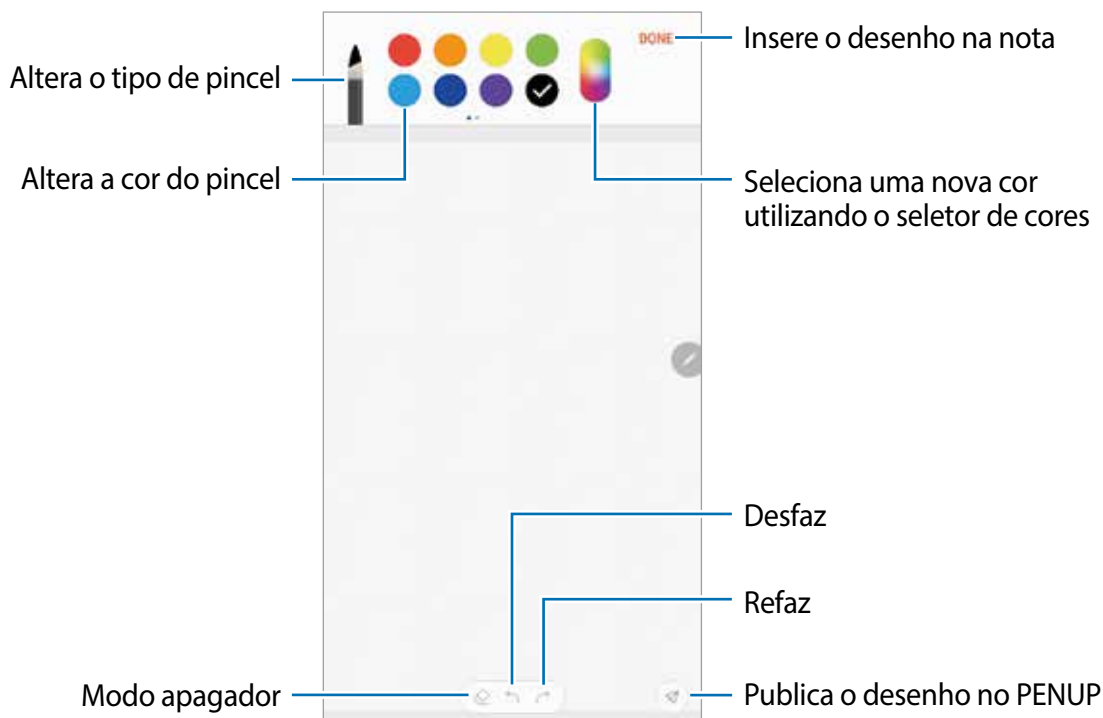 DONE
Insere o desenho na nota
Altera o tipo de pincel
Altera a cor do pincel
Seleciona uma nova cor
utilizando o seletor de cores
Desfaz
Refaz
Modo apagador
Publica o desenho no PENUP